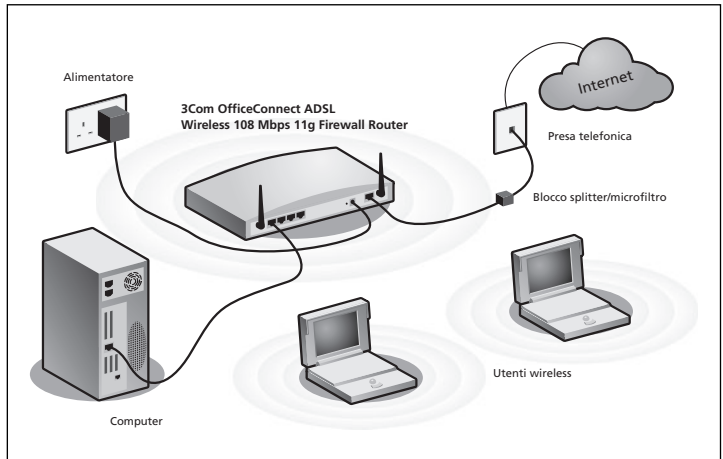 Alimentatore
3Com OfficeConnect ADSL
Wireless 108 Mbps 11g Firewall Router
Internet
Presa telefonica
Blocco splitter/microfiltro
Utenti wireless
Computer